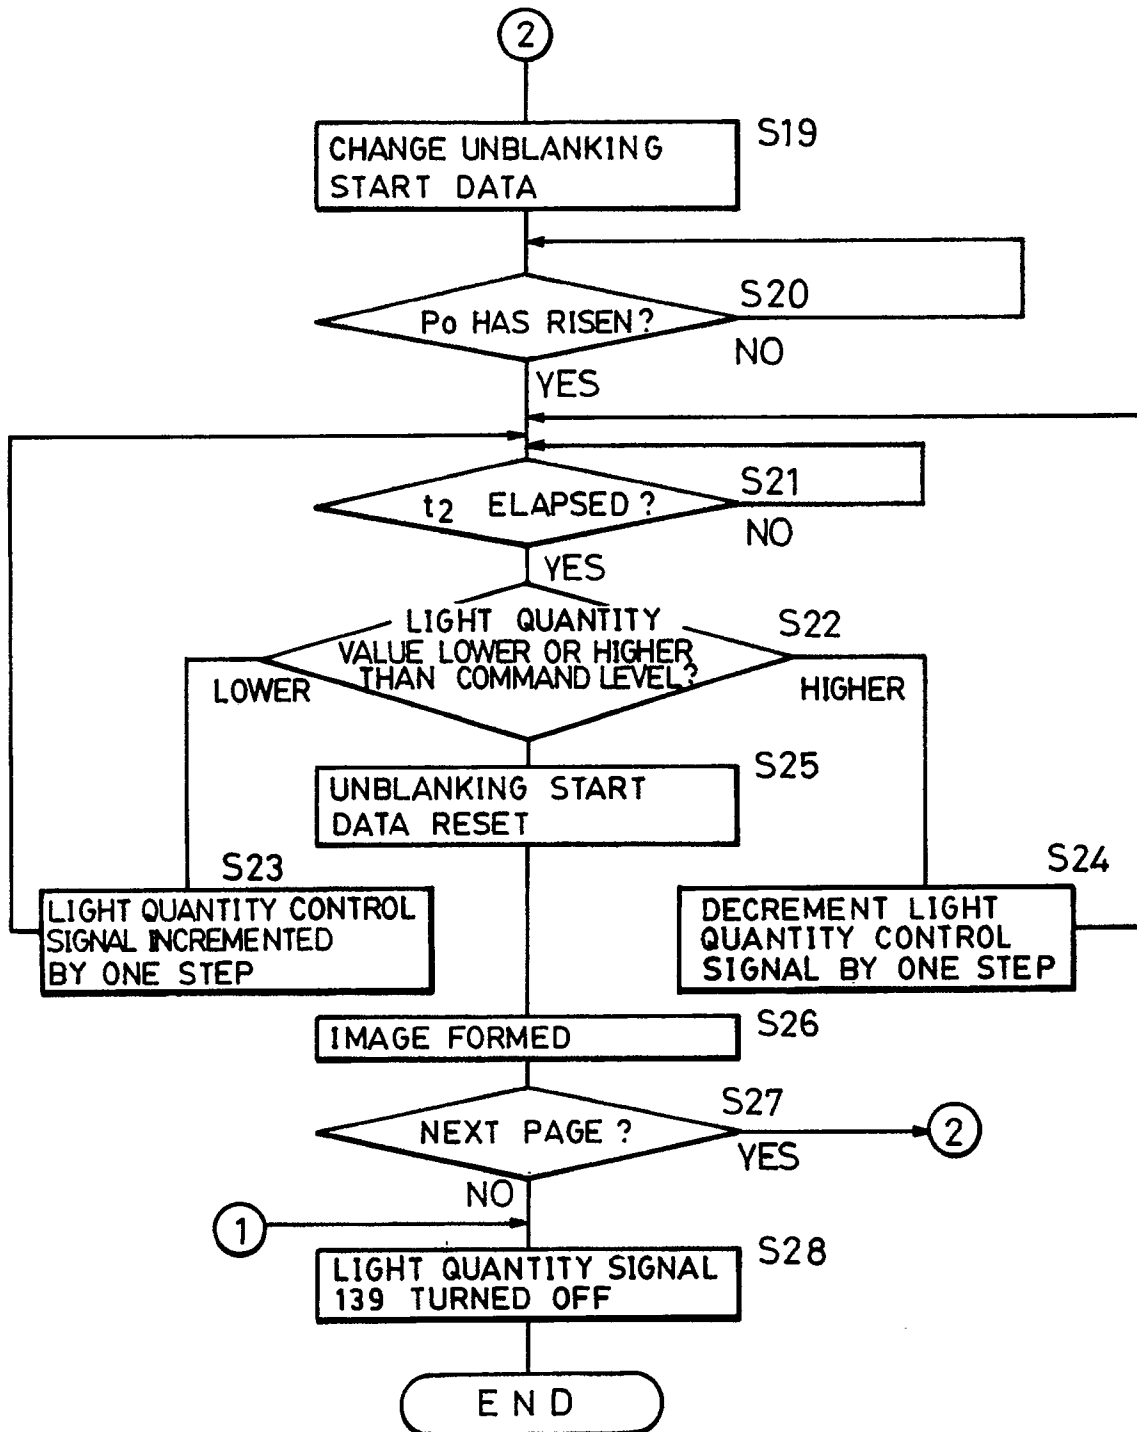 2
S19
CHANGE UNBLANKING
START DATA
S20
Po HAS RISEN?
NO
YES
S21
t2 ELAPSED?
NO
YES
S22
LIGHT QUANTITY
VALUE LOWER OR HIGHER
THAN COMMAND LEVEL?
LOWER
HIGHER
S25
UNBLANKING START
DATA RESET
S23
LIGHT QUANTITY CONTROL
SIGNAL INCREMENTED
BY ONE STEP
S24
DECREMENT LIGHT
QUANTITY CONTROL
SIGNAL BY ONE STEP
S26
IMAGE FORMED
S27
NEXT PAGE?
YES
2
NO
1
S28
LIGHT QUANTITY SIGNAL
139 TURNED OFF
END